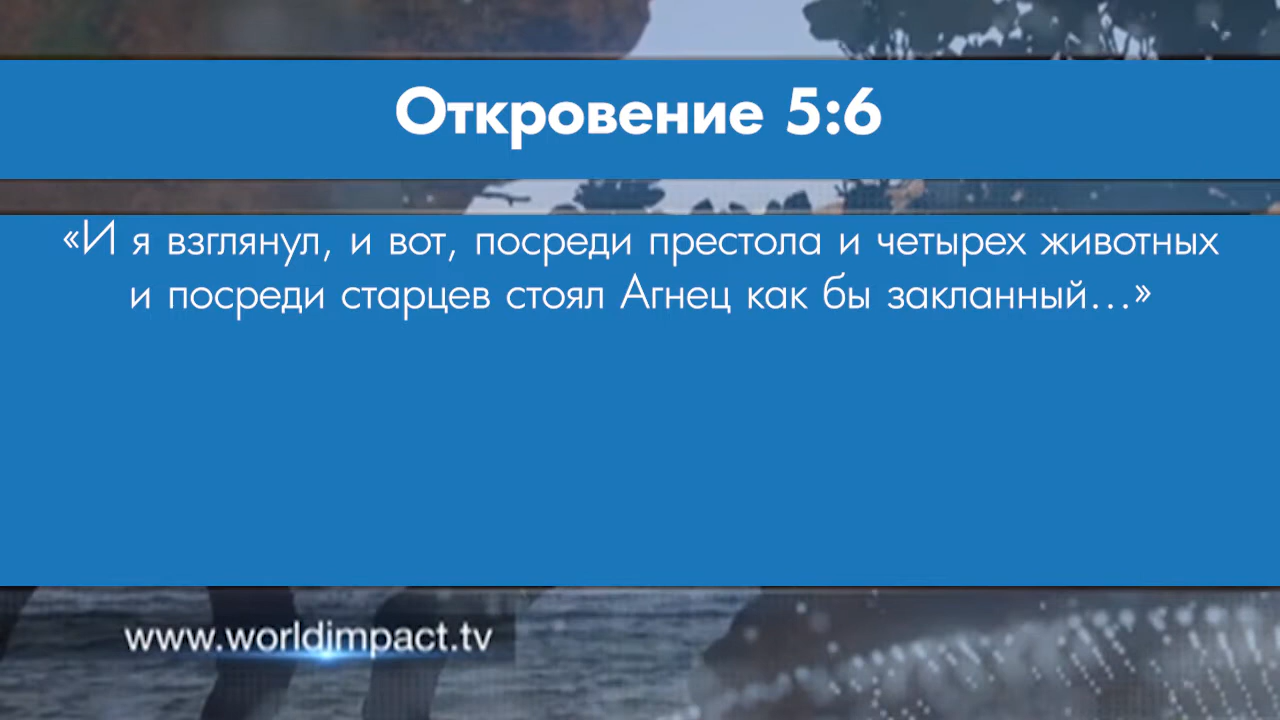 Откровение 5:6
«И я взглянул, и вот, посреди престола и четырех животных
и посреди старцев стоял Агнец как бы закланный...»
www.worldimpact.tv